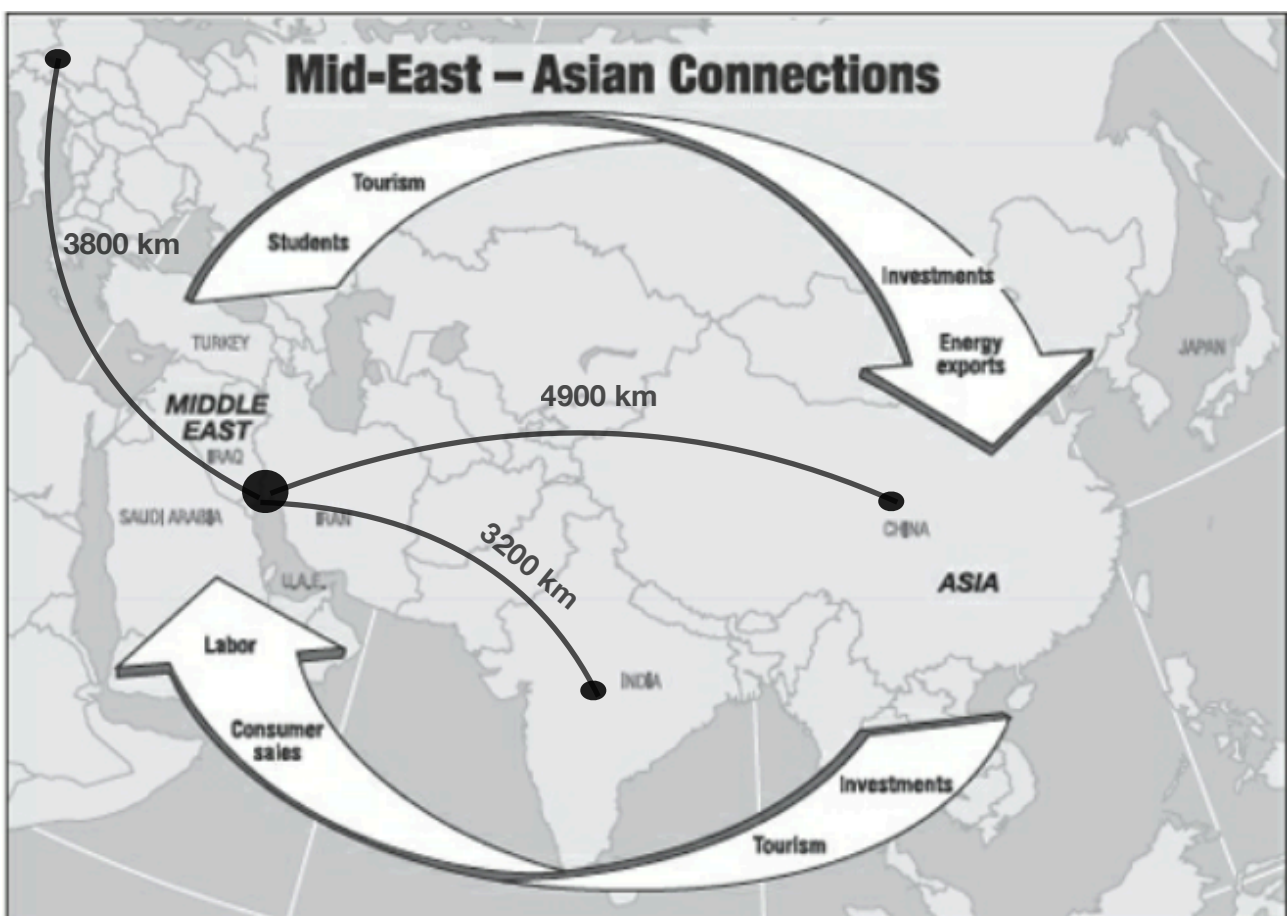 Mid-East – Asian Connections
Tourism
Students
3800 km
Investments
Energy
exports
TURKEY
JAPAN
4900 km
MIDDLE
EAST
IRAQ
SAUDI ARABIA
IRAN
3200 km
CHINA
U.A.E.
ASIA
Labor
INDIA
Consumer
sales
Investments
Tourism